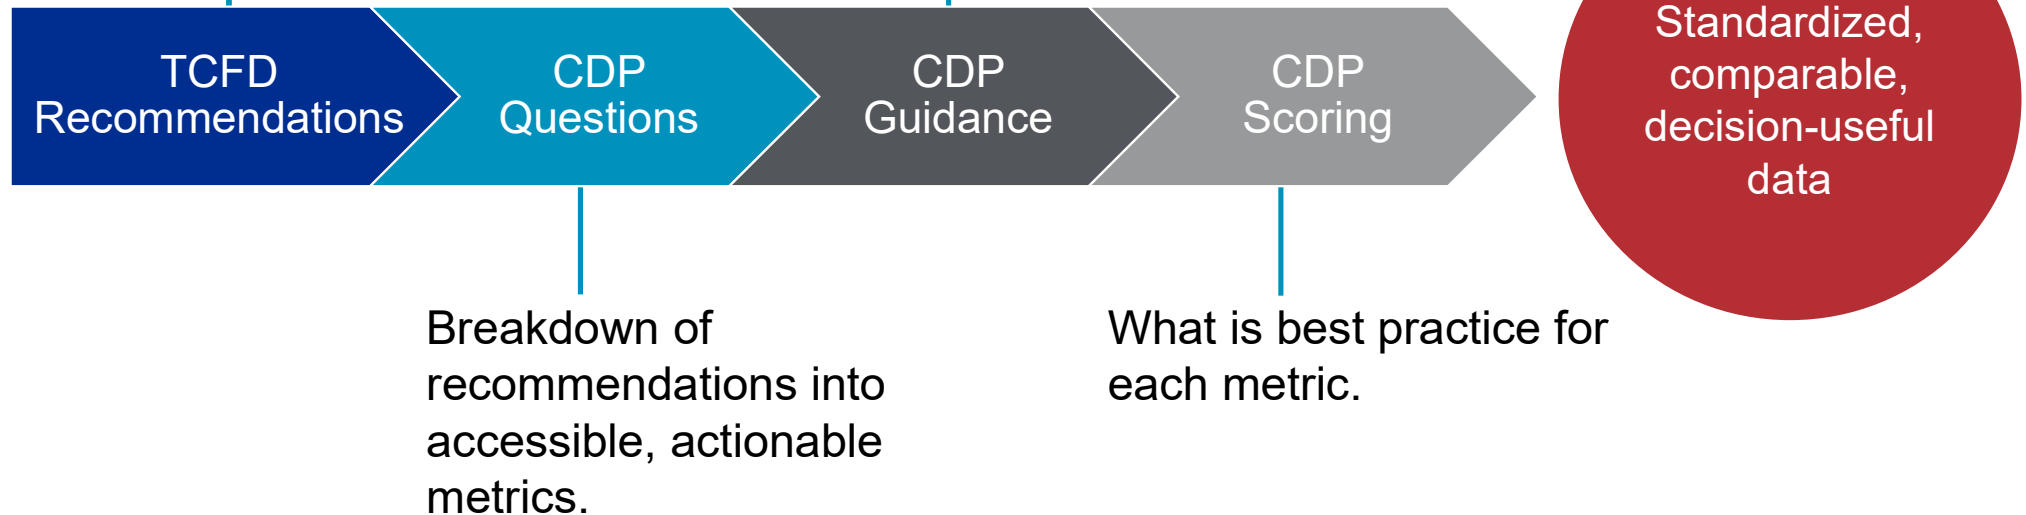 TCFD
Recommendations
CDP
Questions
CDP
Guidance
CDP
Scoring
Standardized,
comparable,
decision-useful
data
Breakdown of
recommendations into
accessible, actionable
metrics.
What is best practice for
each metric.